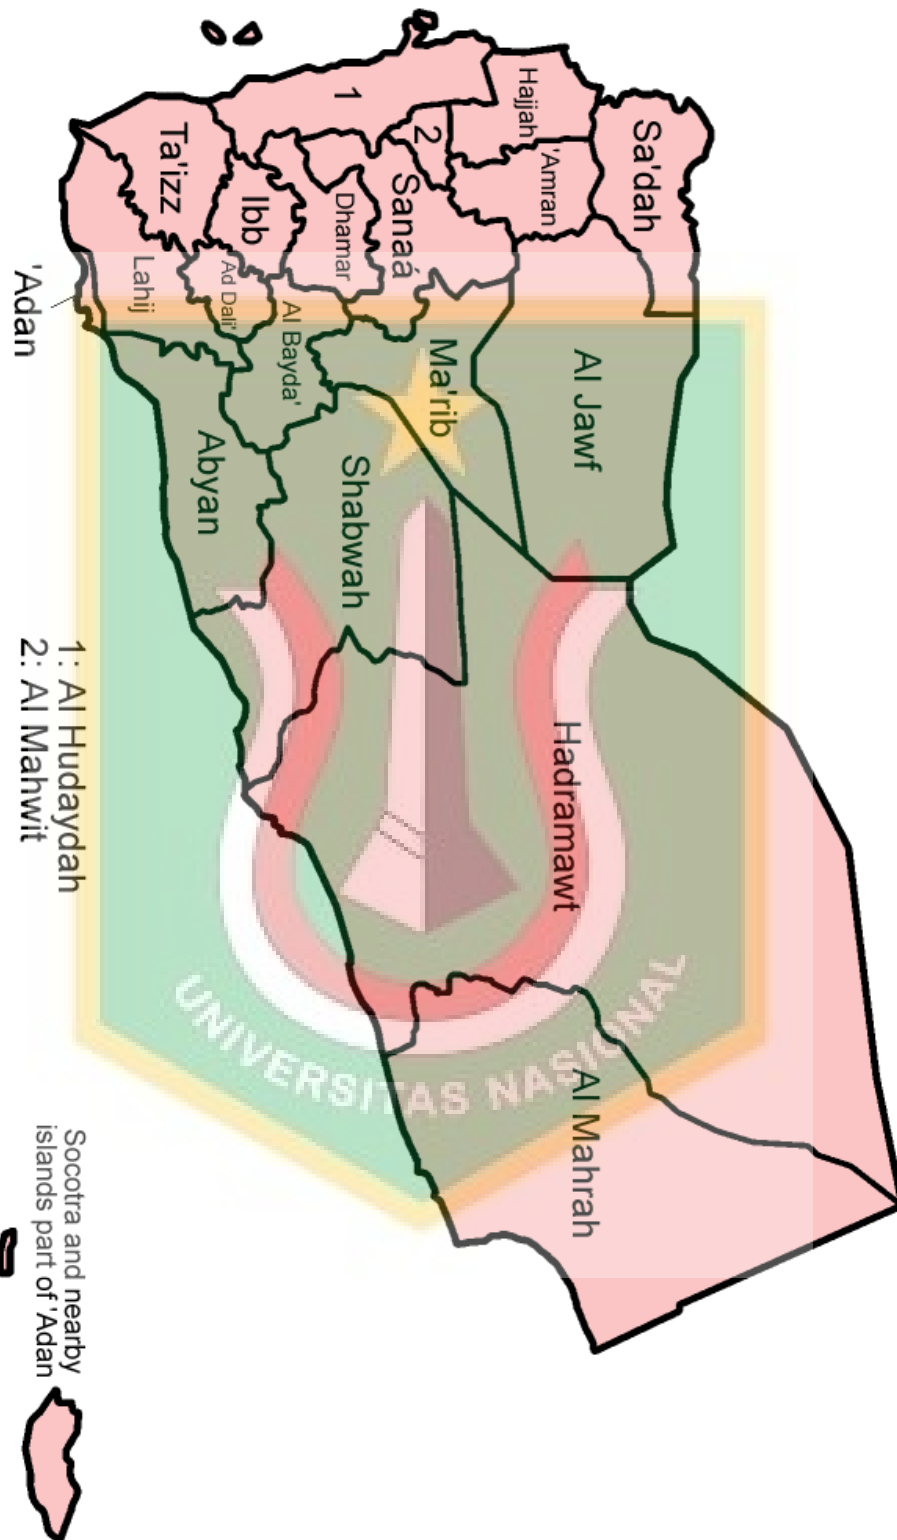 Sa'dah
Hajjah
'Amran
Al Jawf
1
2
Sanaá
Ma'rib
Hadramawt
Al Mahrah
Dhamar
Ibb
Ta'izz
Al Bayda'
Ad Dali'
Lahij
Shabwah
Abyan
'Adan
1: Al Hudaydah
2: Al Mahwit
Socotra and nearby
islands part of 'Adan
UNIVERSITAS NASIONAL